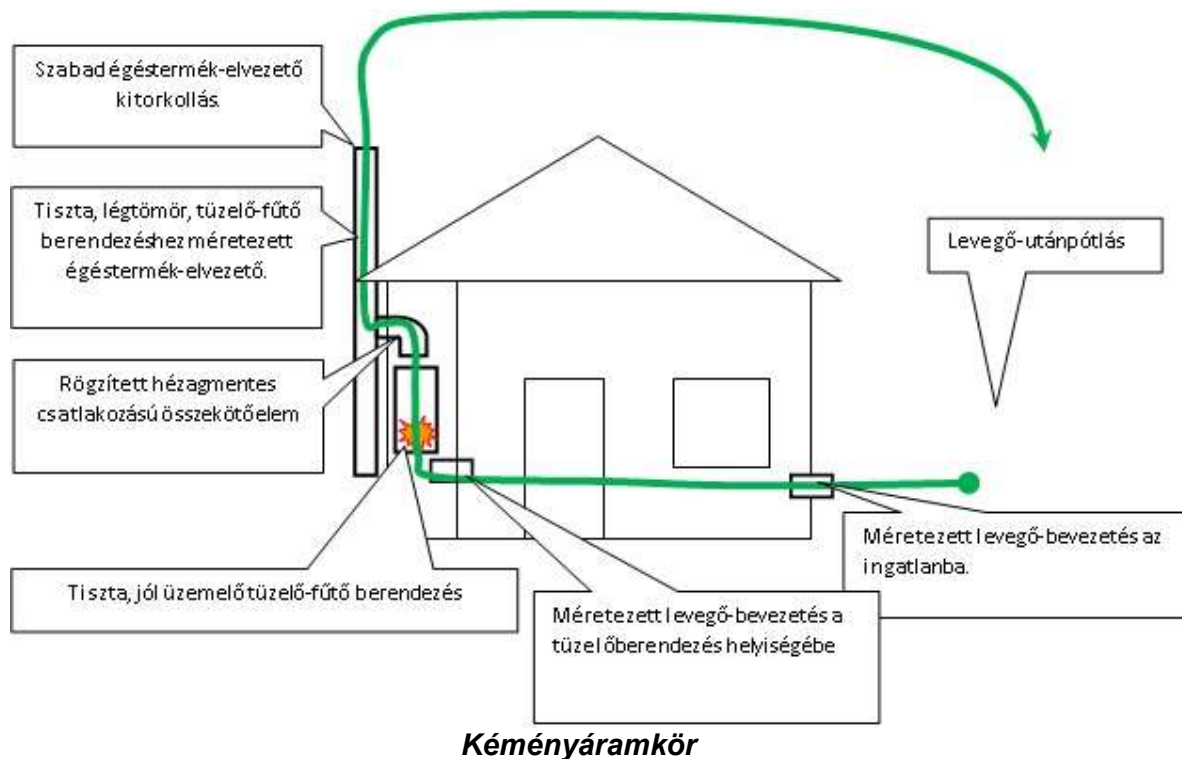 Szabad égéstermék-elvezető
kitorkollás.
Tiszta, légtömör, tüzelő-fűtő
berendezéshez méretezett
égéstermék-elvezető.
Levegő-utánpótlás
Rögzített hézagmentes
csatlakozású összekötőelem
Tiszta, jól üzemelő tüzelő-fűtő berendezés
Méretezett levegő-bevezetés a
tüzelőberendezés helyiségébe
Méretezett levegő-bevezetés az
ingatlanba.
Kéményáramkör